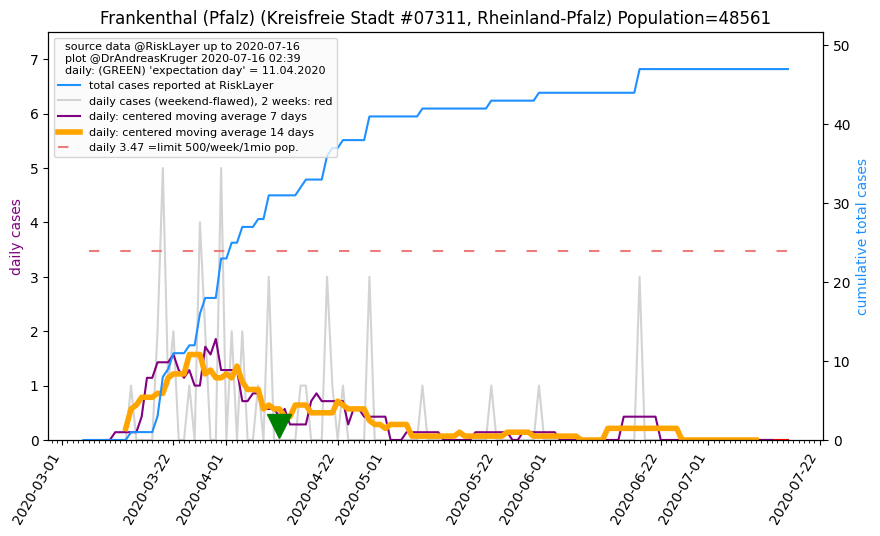 Frankenthal (Pfalz) (Kreisfreie Stadt #07311, Rheinland-Pfalz) Population=48561
source data @RiskLayer up to 2020-07-16
plot @DrAndreasKruger 2020-07-16 02:39
daily: (GREEN) 'expectation day' = 11.04.2020
total cases reported at RiskLayer
daily cases (weekend-flawed), 2 weeks: red
daily: centered moving average 7 days
daily: centered moving average 14 days
daily 3.47 =limit 500/week/1mio pop.
daily cases
7
6
5
4
3
2
1
0
50
40
30
20
10
0
cumulative total cases
2020-03-01
2020-03-22
2020-04-01
2020-04-22
2020-05-01
2020-05-22
2020-06-01
2020-06-22
2020-07-01
2020-07-22